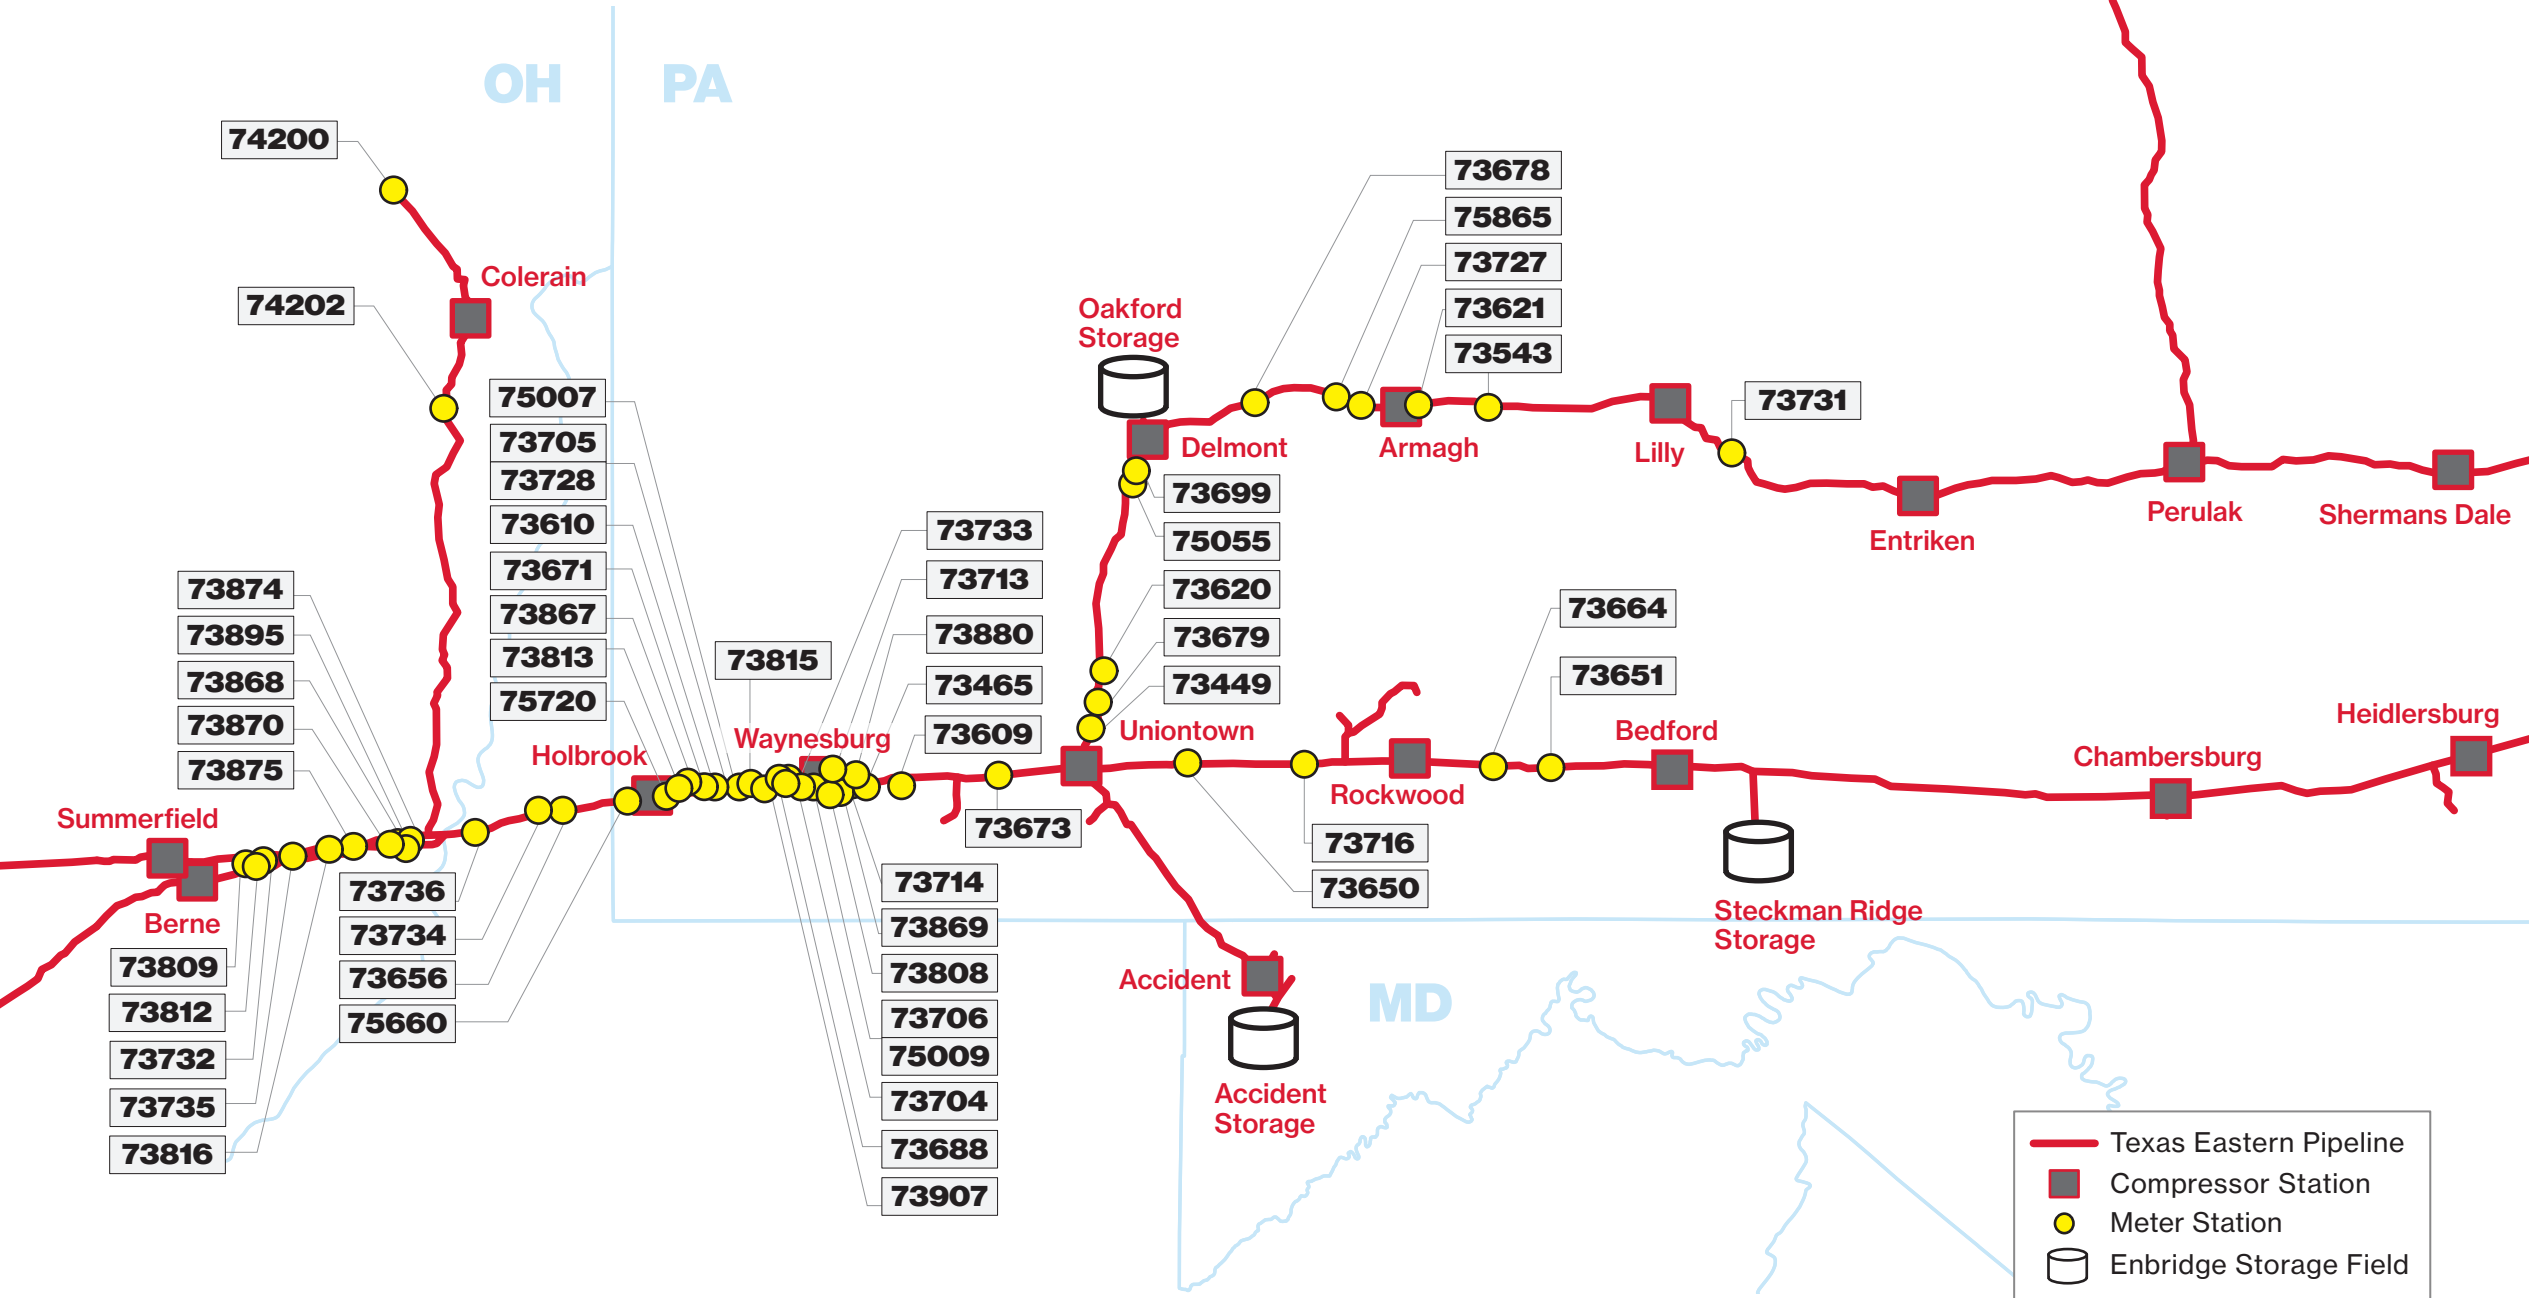 OH
PA
74200
Colerain
74202
73678
75865
73727
73621
73543
Oakford
Storage
Delmont
Armagh
Lilly
73731
Entriken
Perulak
Shermans Dale
75007
73705
73728
73610
73671
73867
73813
75720
73699
75055
73620
73679
73449
73733
73713
73880
73465
73609
73815
73874
73895
73868
73870
73875
73664
73651
Holbrook
Waynesburg
Uniontown
Rockwood
Bedford
Chambersburg
Heidlersburg
Summerfield
Berne
73673
73716
73650
73736
73734
73656
75660
73809
73812
73732
73735
73816
73714
73869
73808
73706
75009
73704
73688
73907
Steckman Ridge
Storage
Accident
MD
Accident
Storage
Texas Eastern Pipeline
Compressor Station
Meter Station
Enbridge Storage Field